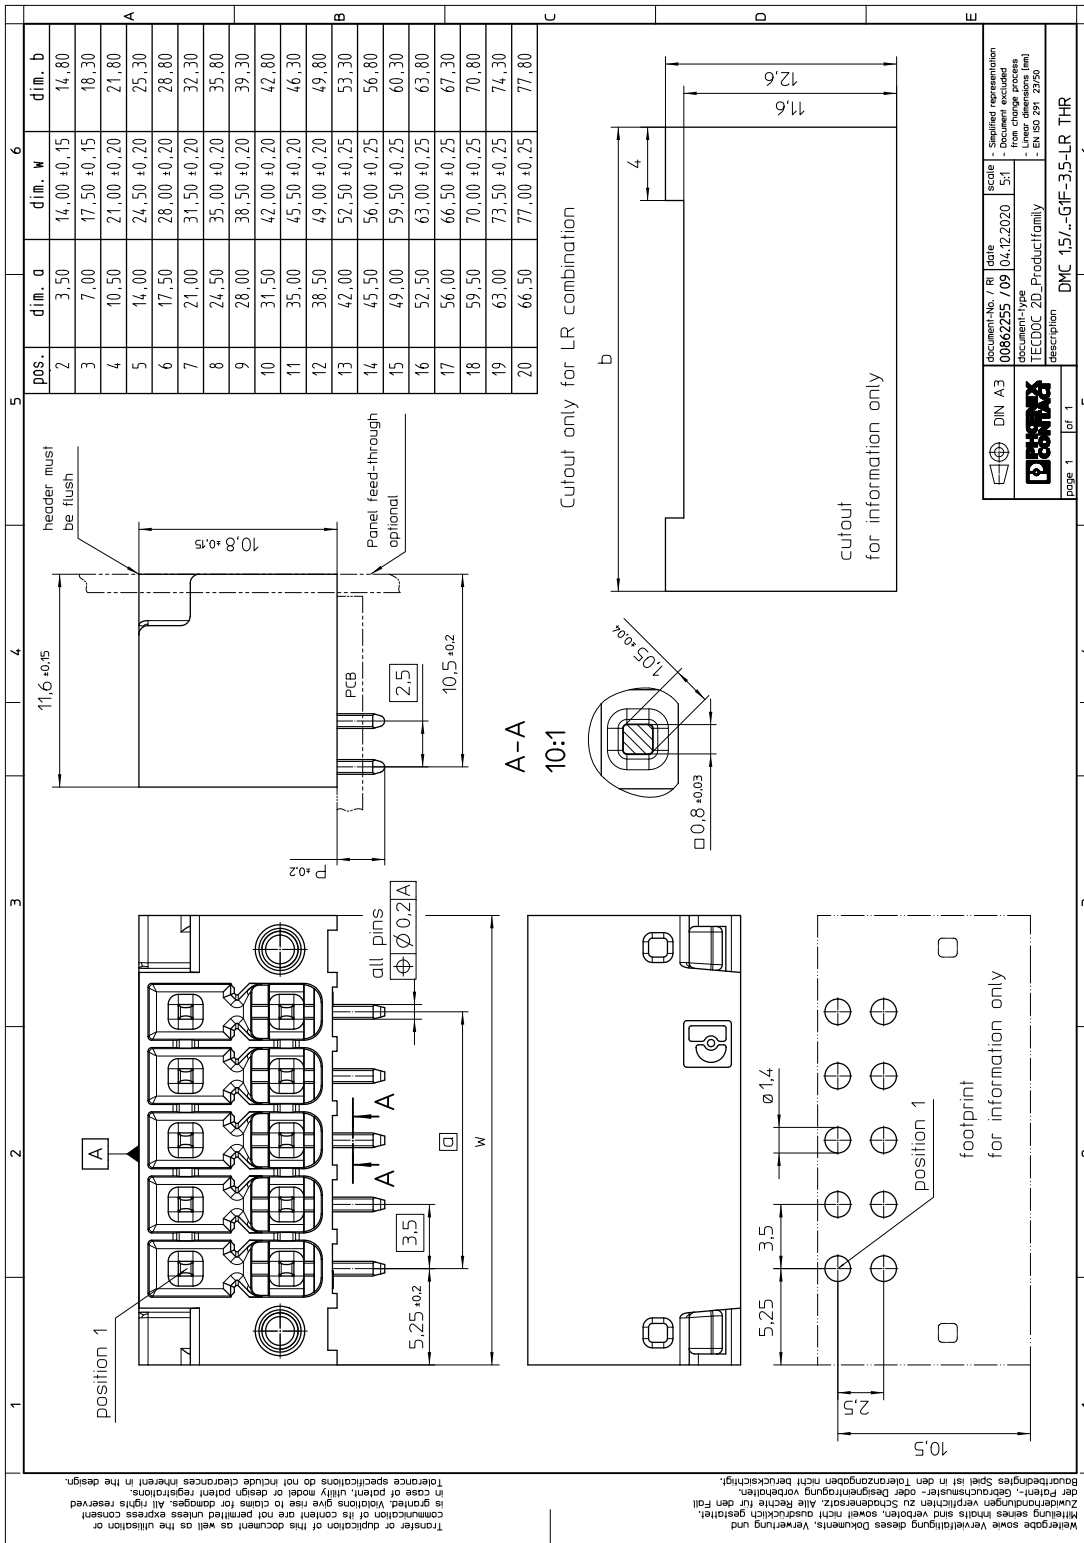 pos. dim. a dim. w dim. b
2 3,50 14,00 ±0,15 14,80
3 7,00 17,50 ±0,15 18,30
4 10,50 21,00 ±0,20 21,80
5 14,00 24,50 ±0,20 25,30
6 17,50 28,00 ±0,20 28,80
7 21,00 31,50 ±0,20 32,30
8 24,50 35,00 ±0,20 35,80
9 28,00 38,50 ±0,20 39,30
10 31,50 42,00 ±0,20 42,80
11 35,00 45,50 ±0,20 46,30
12 38,50 49,00 ±0,20 49,80
13 42,00 52,50 ±0,25 53,30
14 45,50 56,00 ±0,25 56,80
15 49,00 59,50 ±0,25 60,30
16 52,50 63,00 ±0,25 63,80
17 56,00 66,50 ±0,25 67,30
18 59,50 70,00 ±0,25 70,80
19 63,00 73,50 ±0,25 74,30
20 66,50 77,00 ±0,25 77,80
1
2
3
4
5
6
A
B
C
D
E
position 1
A
all pins
⌖ Ø 0,2 A
A
A
3,5
5,25 ±0,2
a
w
11,6 ±0,15
header must
be flush
10,8 ±0,15
Panel feed-through
optional
PCB
2,5
10,5 ±0,2
P ±0,2
A-A
10:1
1,05 ±0,04
□ 0,8 ±0,03
Cutout only for LR combination
b
4
11,6
12,6
cutout
for information only
5,25
3,5
ø 1,4
position 1
footprint
for information only
2,5
10,5
DIN A3
PHOENIX
CONTACT
page 1 of 1
document-No. / RI
00862255 / 09
date
04.12.2020
scale
5:1
- Simplified representation
- Document excluded
from change process
- Linear dimensions [mm]
- EN ISO 291 23/50
document-type
TECDOC 2D_Productfamily
description
DMC 1,5/..-G1F-3,5-LR THR
Transfer or duplication of this document as well as the utilisation or
communication of its content are not permitted unless express consent
is granted. Violations give rise to claims for damages. All rights reserved
in case of patent, utility model or design patent registrations.
Tolerance specifications do not include clearances inherent in the design.
Weitergabe sowie Vervielfältigung dieses Dokuments, Verwertung und
Mitteilung seines Inhalts sind verboten, soweit nicht ausdrücklich gestattet.
Zuwiderhandlungen verpflichten zu Schadenersatz. Alle Rechte für den Fall
der Patent-, Gebrauchsmuster- oder Designeintragung vorbehalten.
Bauartbedingtes Spiel ist in den Toleranzangaben nicht berücksichtigt.